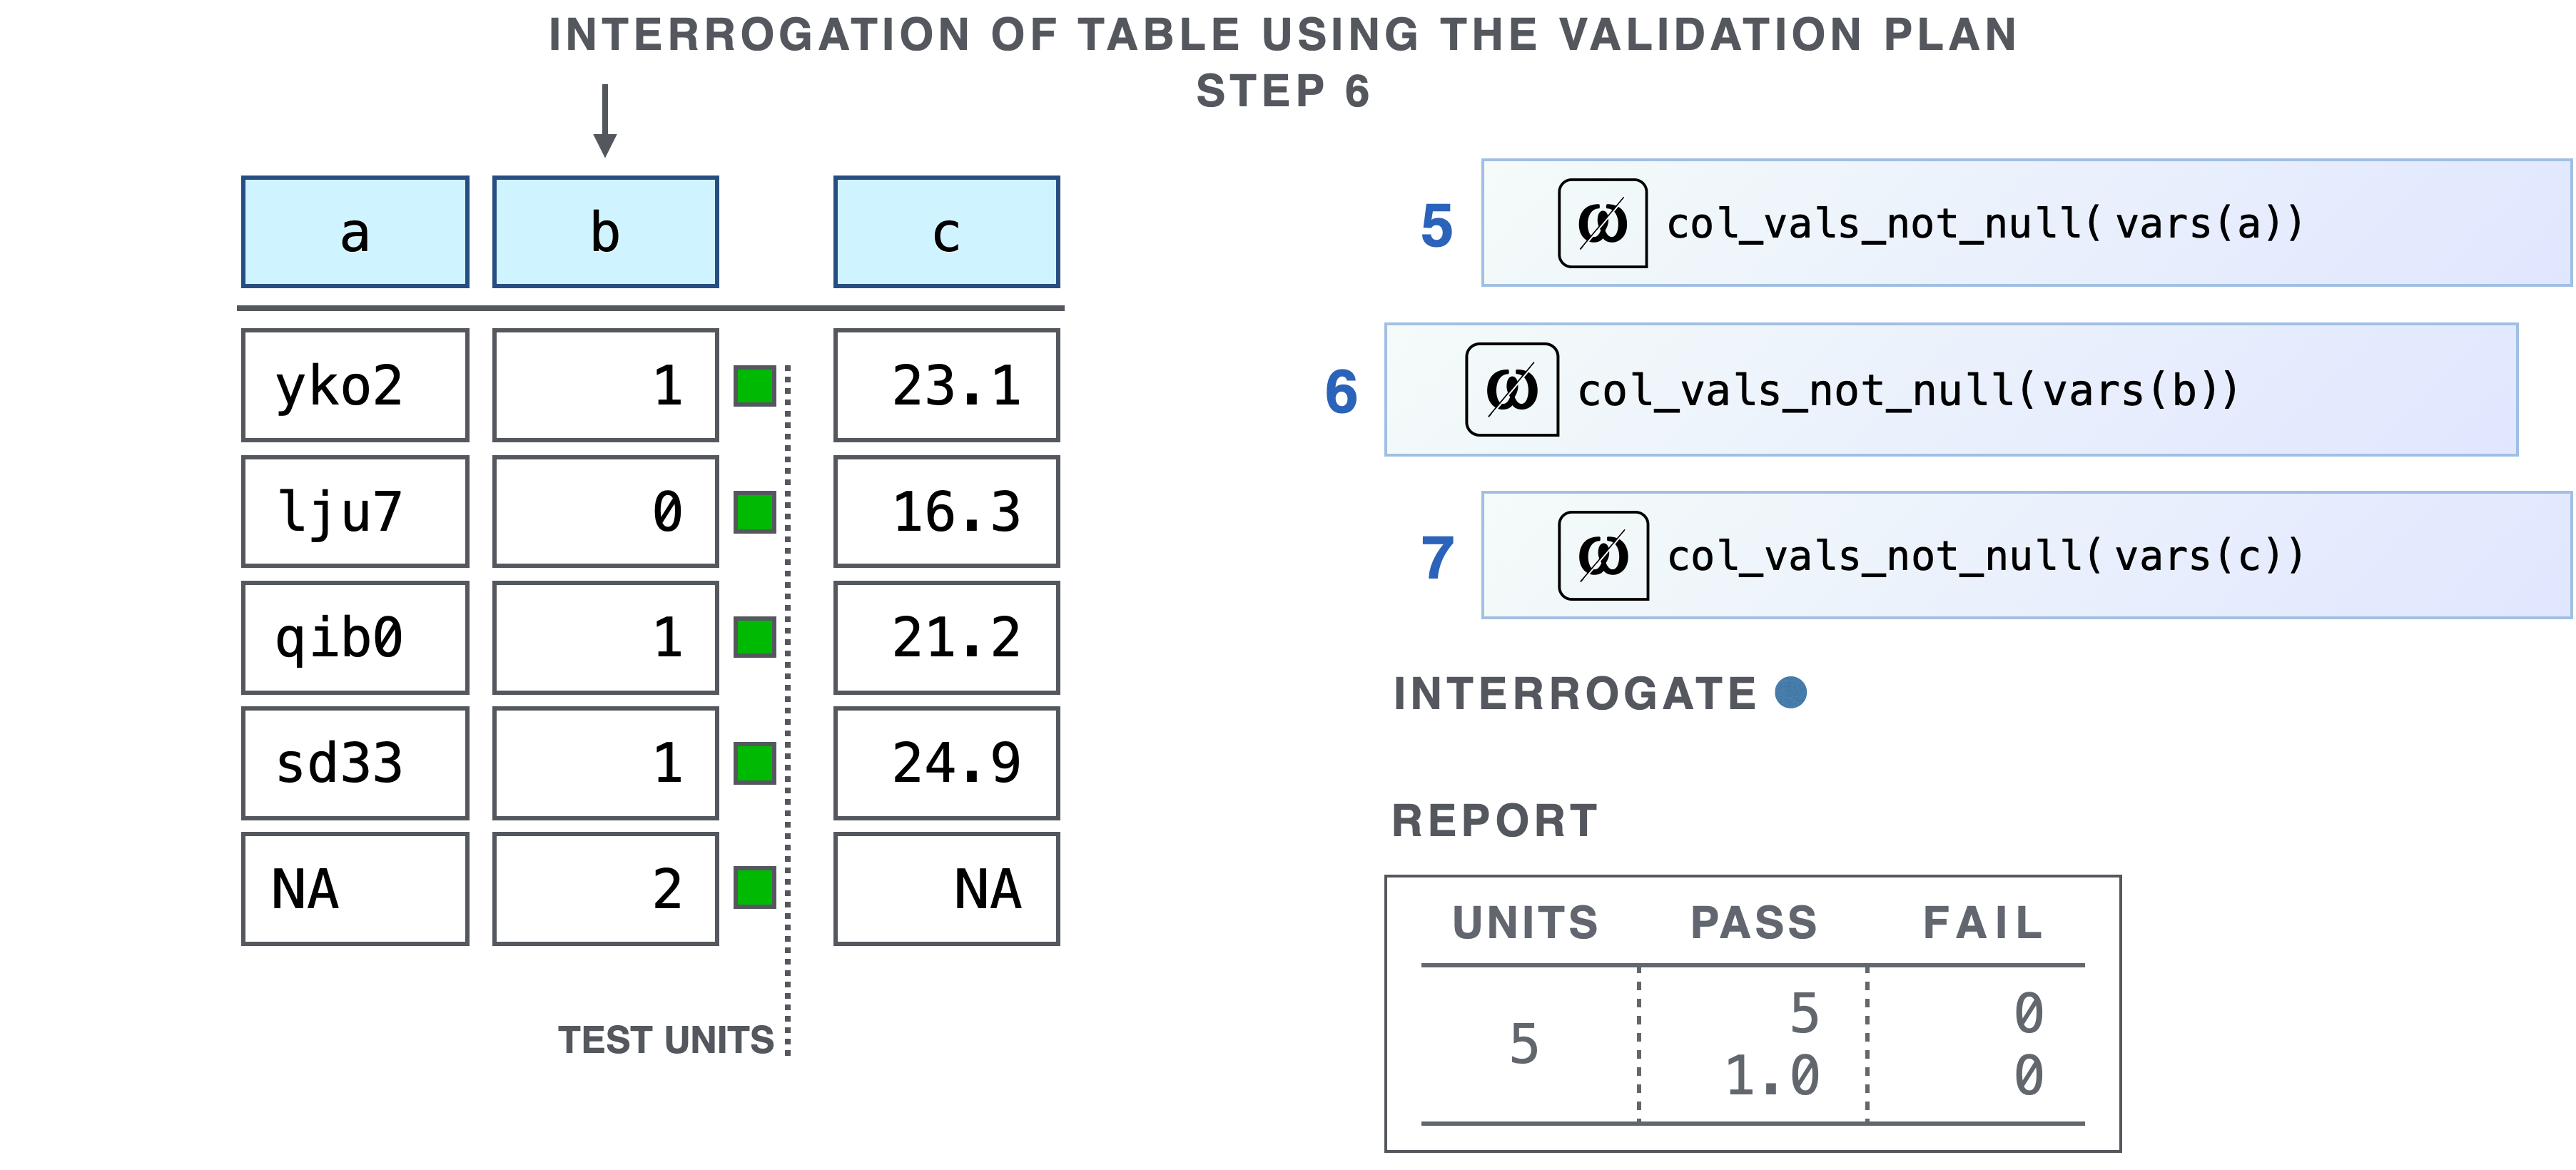 INTERROGATION OF TABLE USING THE VALIDATION PLAN
STEP 6
a b c
yko2 1 23.1
lju7 0 16.3
qib0 1 21.2
sd33 1 24.9
NA 2 NA
TEST UNITS
5 col_vals_not_null( vars(a))
6 col_vals_not_null(vars(b))
7 col_vals_not_null( vars(c))
INTERROGATE
REPORT
UNITS PASS FAIL
5 5 0
1.0 0